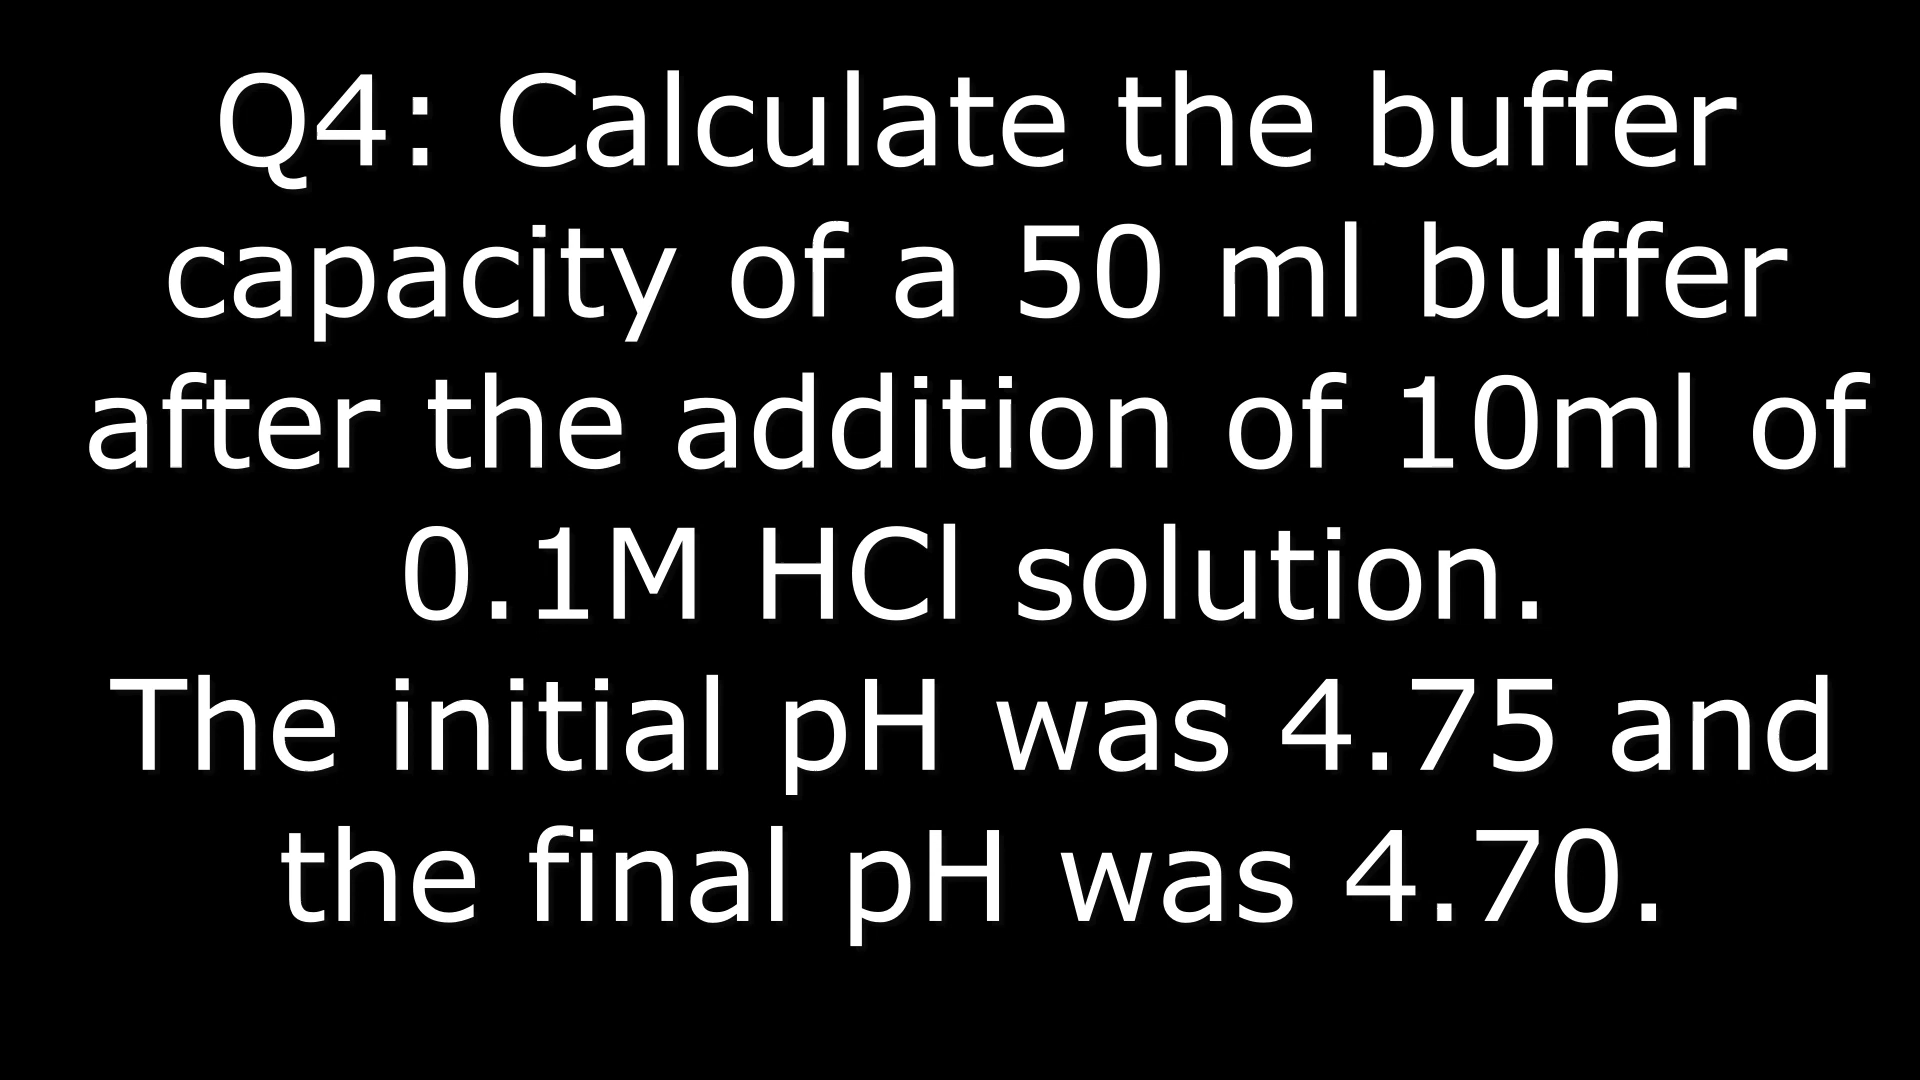 Q4: Calculate the buffer
capacity of a 50 ml buffer
after the addition of 10ml of
0.1M HCl solution.
The initial pH was 4.75 and
the final pH was 4.70.